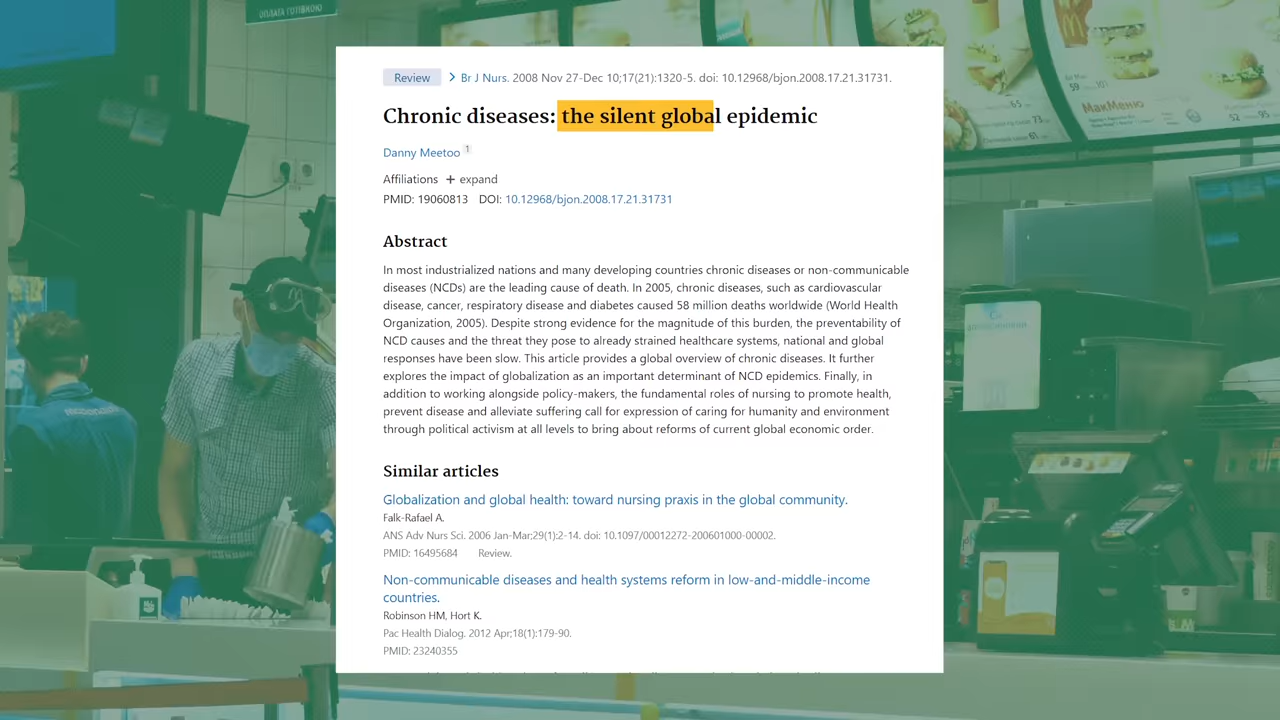 ОПЛАТА ГОТІВКОЮ
Review
Br J Nurs. 2008 Nov 27-Dec 10;17(21):1320-5. doi: 10.12968/bjon.2008.17.21.31731.
Chronic diseases: the silent global epidemic
Danny Meetoo 1
Affiliations + expand
PMID: 19060813 DOI: 10.12968/bjon.2008.17.21.31731
Abstract
In most industrialized nations and many developing countries chronic diseases or non-communicable
diseases (NCDs) are the leading cause of death. In 2005, chronic diseases, such as cardiovascular
disease, cancer, respiratory disease and diabetes caused 58 million deaths worldwide (World Health
Organization, 2005). Despite strong evidence for the magnitude of this burden, the preventability of
NCD causes and the threat they pose to already strained healthcare systems, national and global
responses have been slow. This article provides a global overview of chronic diseases. It further
explores the impact of globalization as an important determinant of NCD epidemics. Finally, in
addition to working alongside policy-makers, the fundamental roles of nursing to promote health,
prevent disease and alleviate suffering call for expression of caring for humanity and environment
through political activism at all levels to bring about reforms of current global economic order.
Similar articles
Globalization and global health: toward nursing praxis in the global community.
Falk-Rafael A.
ANS Adv Nurs Sci. 2006 Jan-Mar;29(1):2-14. doi: 10.1097/00012272-200601000-00002.
PMID: 16495684 Review.
Non-communicable diseases and health systems reform in low-and-middle-income
countries.
Robinson HM, Hort K.
Pac Health Dialog. 2012 Apr;18(1):179-90.
PMID: 23240355
МакМеню
59
65
73
61
52
95